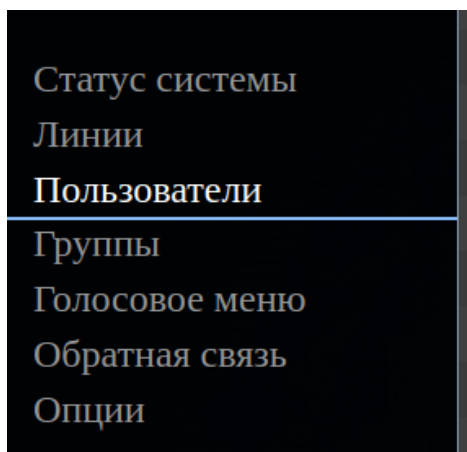 Статус системы
Линии
Пользователи
Группы
Голосовое меню
Обратная связь
Опции